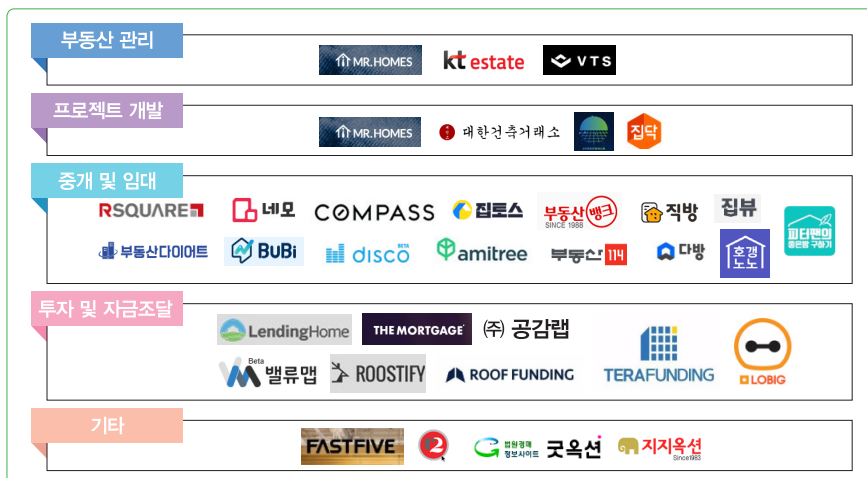 부동산 관리
MR.HOMES kt estate VTS
프로젝트 개발
MR.HOMES 대한건축거래소 집닥
중개 및 임대
RSQUARE 네모 COMPASS 집토스 부동산뱅크 SINCE 1988 직방 집뷰 피터팬의 좋은방 구하기
부동산다이어트 BuBi disco BETA amitree 부동산114 다방 호갱노노
투자 및 자금조달
LendingHome THE MORTGAGE ㈜ 공감랩 TERAFUNDING LOBIG
Beta 밸류맵 ROOSTIFY ROOF FUNDING
기타
FASTFIVE 2 법원경매 정보사이트 굿옥션 지지옥션 Since1983